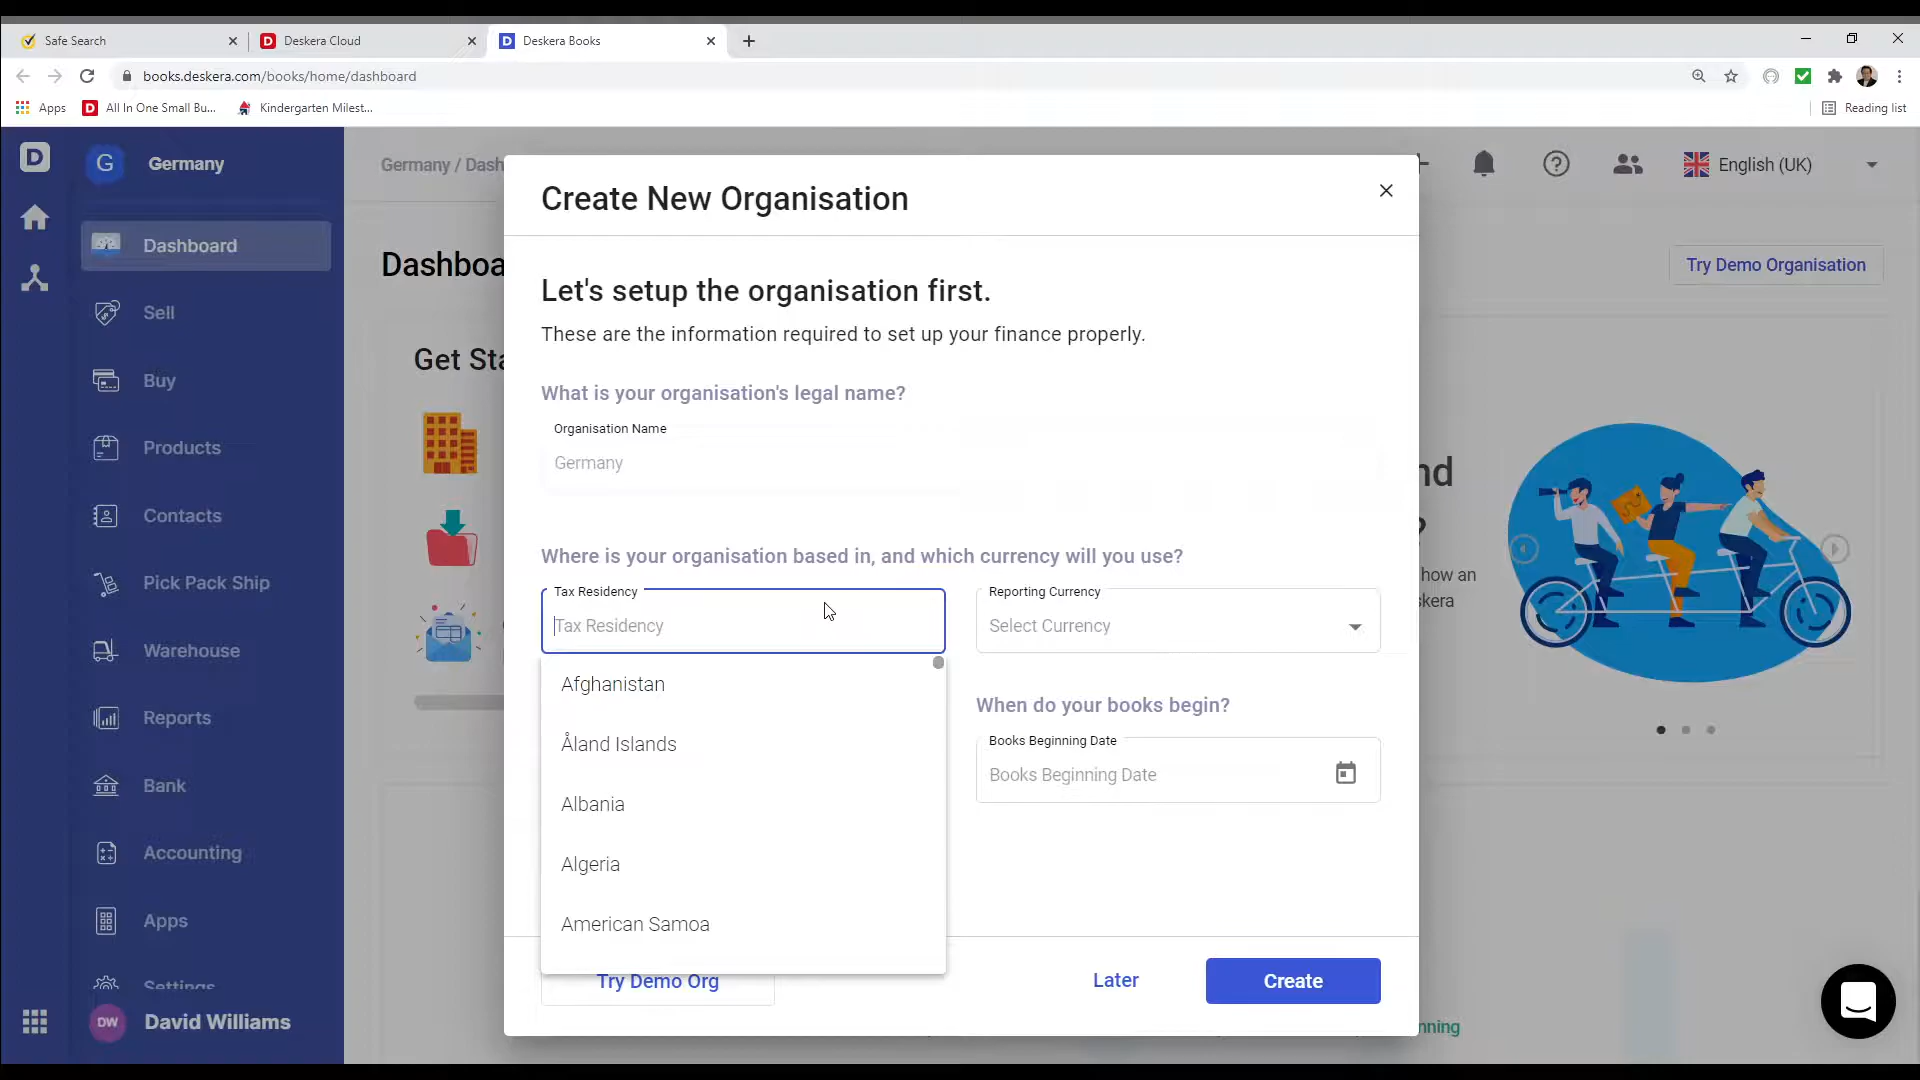 Safe Search
Deskera Cloud
Deskera Books
books.deskera.com/books/home/dashboard
Apps
All In One Small Bu...
Kindergarten Milest...
Reading list
D
G
Germany
Dashboard
Sell
Buy
Products
Contacts
Pick Pack Ship
Warehouse
Reports
Bank
Accounting
Apps
Settings
DW
David Williams
Germany / Dash
English (UK)
Dashboa
Try Demo Organisation
Get Sta
nd
?
how an
skera
nning
Create New Organisation
Let's setup the organisation first.
These are the information required to set up your finance properly.
What is your organisation's legal name?
Organisation Name
Germany
Where is your organisation based in, and which currency will you use?
Tax Residency
Tax Residency
Reporting Currency
Select Currency
Afghanistan
Åland Islands
Albania
Algeria
American Samoa
When do your books begin?
Books Beginning Date
Books Beginning Date
Try Demo Org
Later
Create